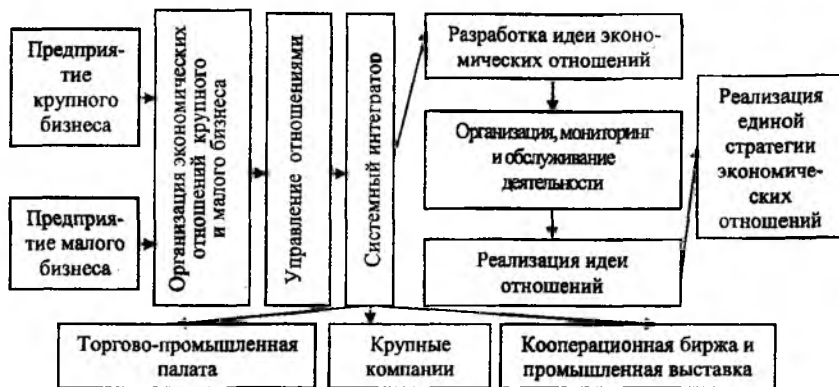 Предприя-
тие
крупного
бизнеса
Предприя-
тие малого
бизнеса
Организация экономических
отношений крупного
и малого бизнеса
Управление отношениями
Системный интегратор
Разработка идеи эконо-
мических отношений
Организация, мониторинг
и обслуживание
деятельности
Реализация идеи
отношений
Реализация
единой
стратегии
экономиче-
ских
отношений
Торгово-промышленная
палата
Крупные
компании
Кооперационная биржа и
промышленная выставка